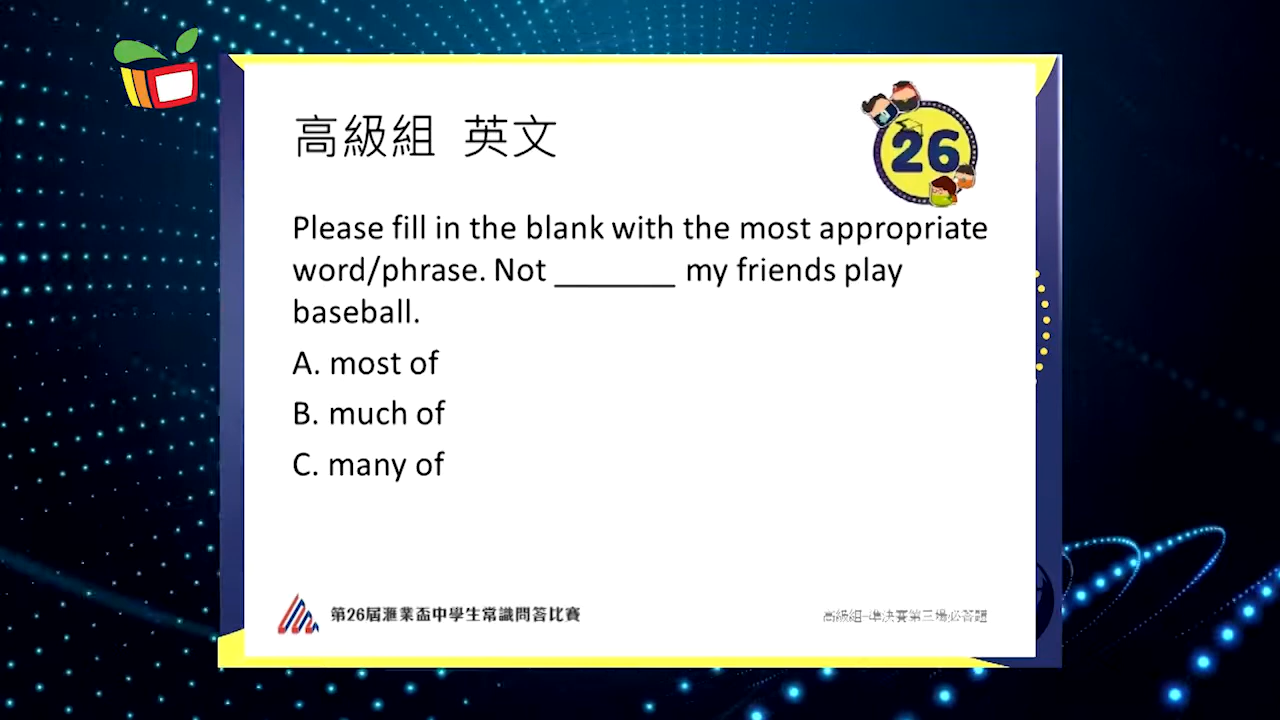 高級組 英文
26
Please fill in the blank with the most appropriate
word/phrase. Not ________ my friends play
baseball.
A. most of
B. much of
C. many of
第26屆滙業盃中學生常識問答比賽
高級組-準決賽第三場必答題